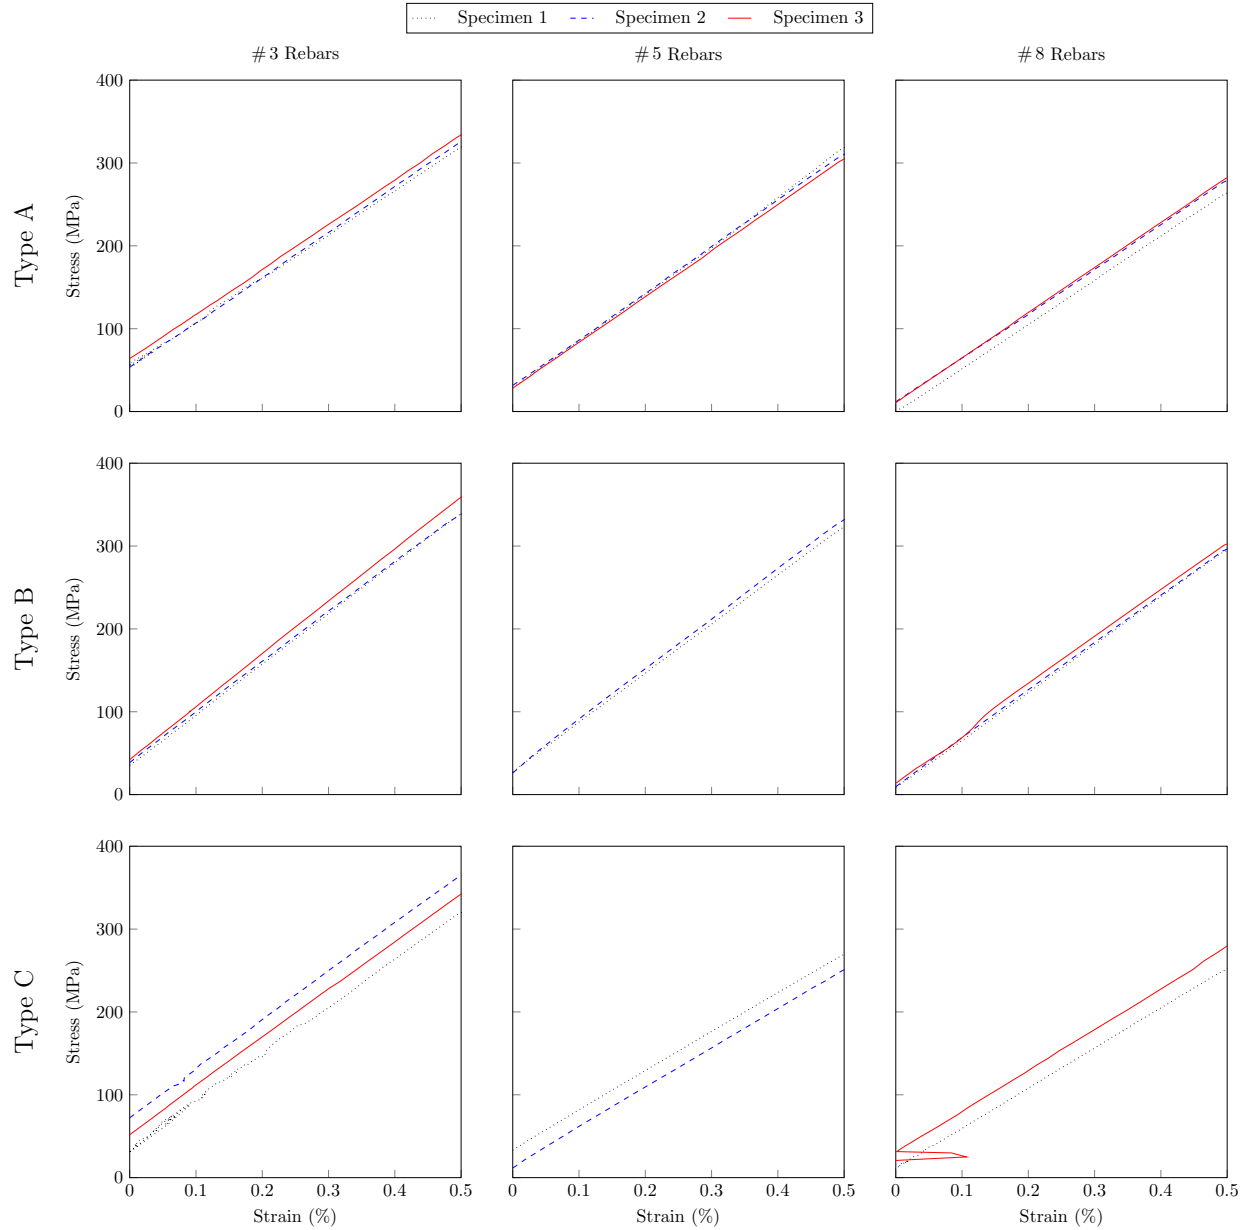 Specimen 1 Specimen 2 Specimen 3
#3 Rebars #5 Rebars #8 Rebars
400
300
200
100
0
Type A
Stress (MPa)
400
300
200
100
0
Type B
Stress (MPa)
400
300
200
100
0
Type C
Stress (MPa)
0 0.1 0.2 0.3 0.4 0.5 0 0.1 0.2 0.3 0.4 0.5 0 0.1 0.2 0.3 0.4 0.5
Strain (%) Strain (%) Strain (%)